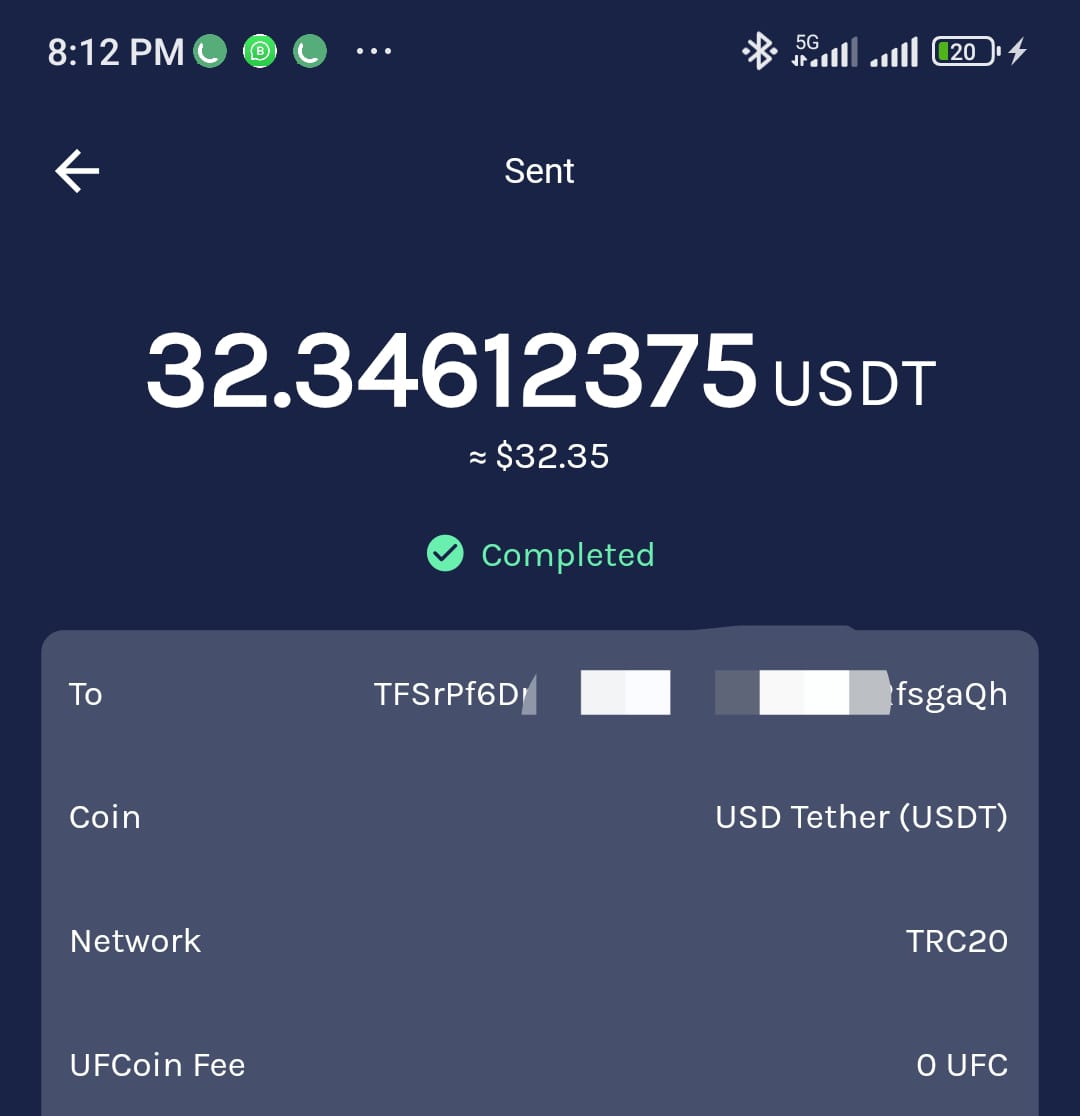 8:12 PM B ... 5G 20
Sent
32.34612375 USDT
≈ $32.35
Completed
To TFSrPf6D fsgaQh
Coin USD Tether (USDT)
Network TRC20
UFCoin Fee 0 UFC